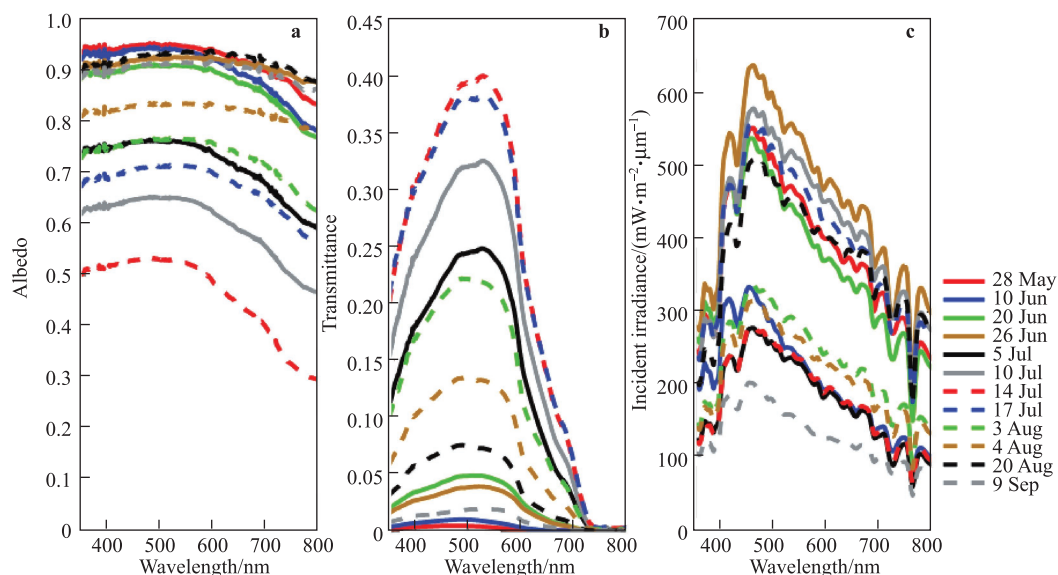 a
1.0
0.9
0.8
0.7
0.6
0.5
0.4
0.3
0.2
0.1
0
Albedo
400 500 600 700 800
Wavelength/nm
b
0.45
0.40
0.35
0.30
0.25
0.20
0.15
0.10
0.05
0
Transmittance
400 500 600 700 800
Wavelength/nm
c
700
600
500
400
300
200
100
0
Incident irradiance/(mW•m⁻²•μm⁻¹)
400 500 600 700 800
Wavelength/nm
28 May
10 Jun
20 Jun
26 Jun
5 Jul
10 Jul
14 Jul
17 Jul
3 Aug
4 Aug
20 Aug
9 Sep